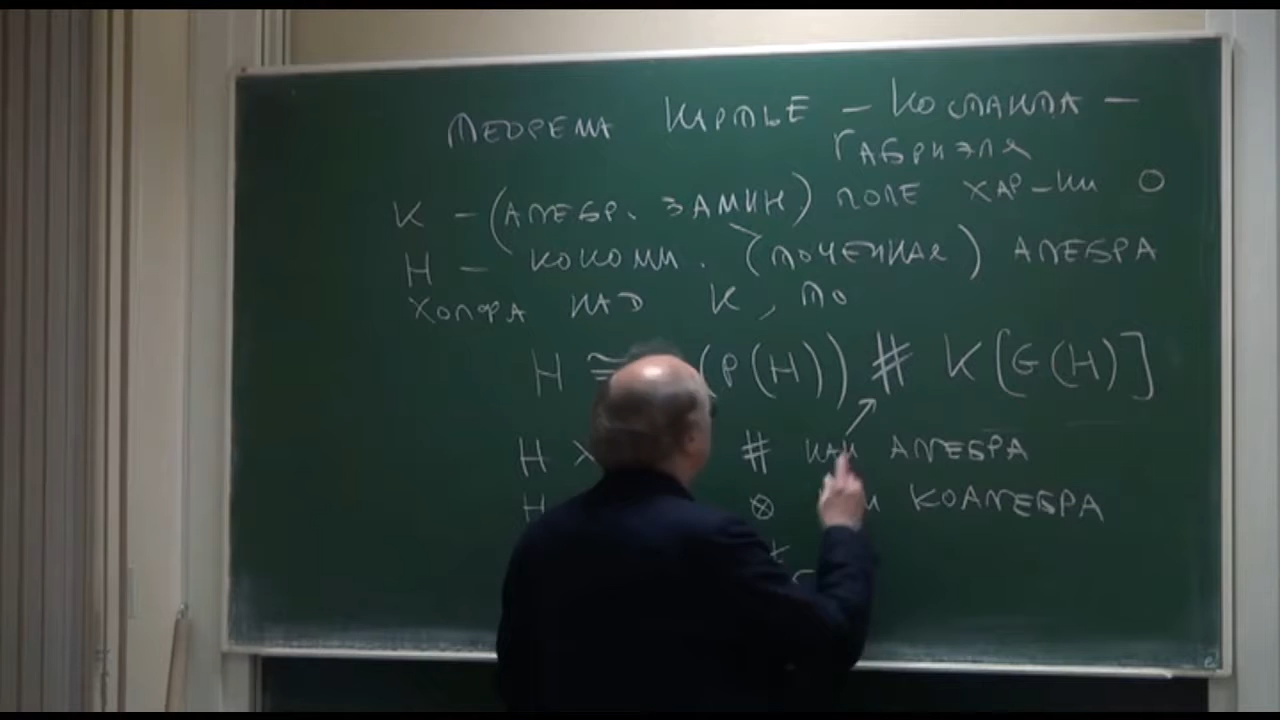 ТЕОРЕМА КАРТЬЕ – КОСТАНТА –
ГАБРИЭЛЯ
K – (АЛГЕБР. ЗАМКН.) ПОЛЕ ХАР-КИ 0
H – КОКОММ. (ТОЧЕЧНАЯ) АЛГЕБРА
ХОПФА НАД K, ТО
H ≅ (P(H)) # K[G(H)]
H # КАК АЛГЕБРА
H ⊗ КОАЛГЕБРА